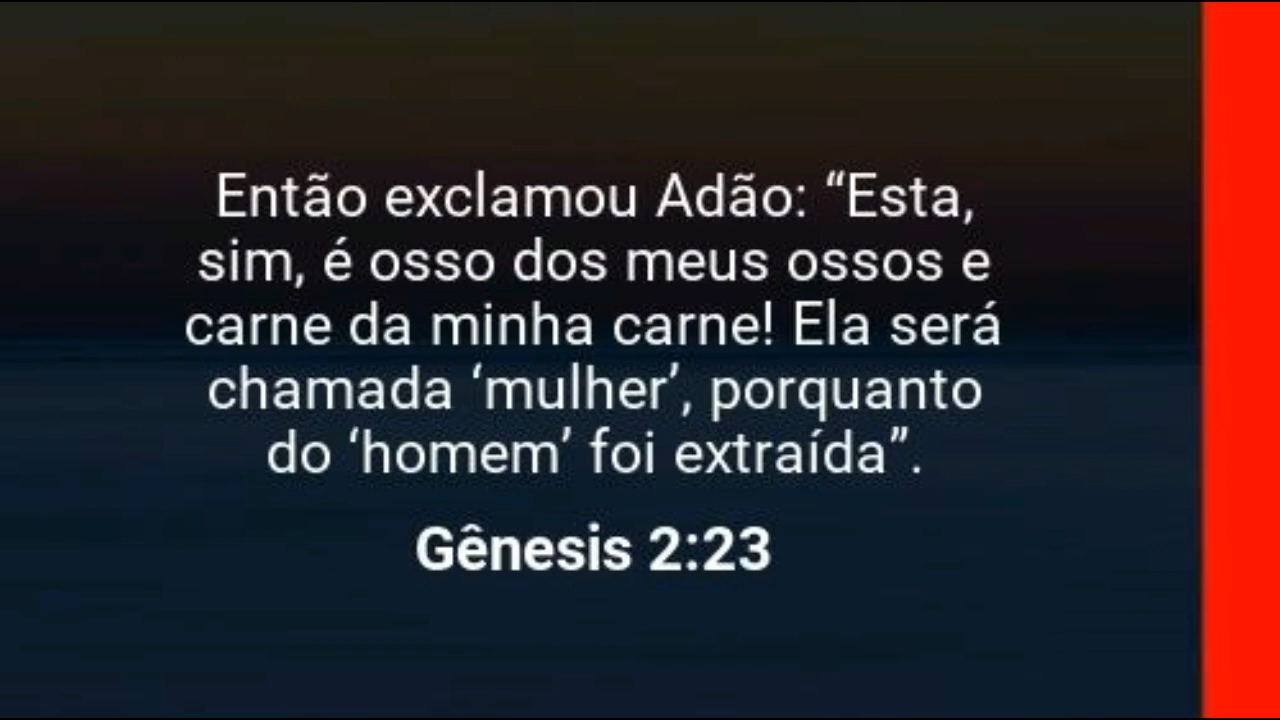 Então exclamou Adão: “Esta,
sim, é osso dos meus ossos e
carne da minha carne! Ela será
chamada ‘mulher’, porquanto
do ‘homem’ foi extraída”.
Gênesis 2:23